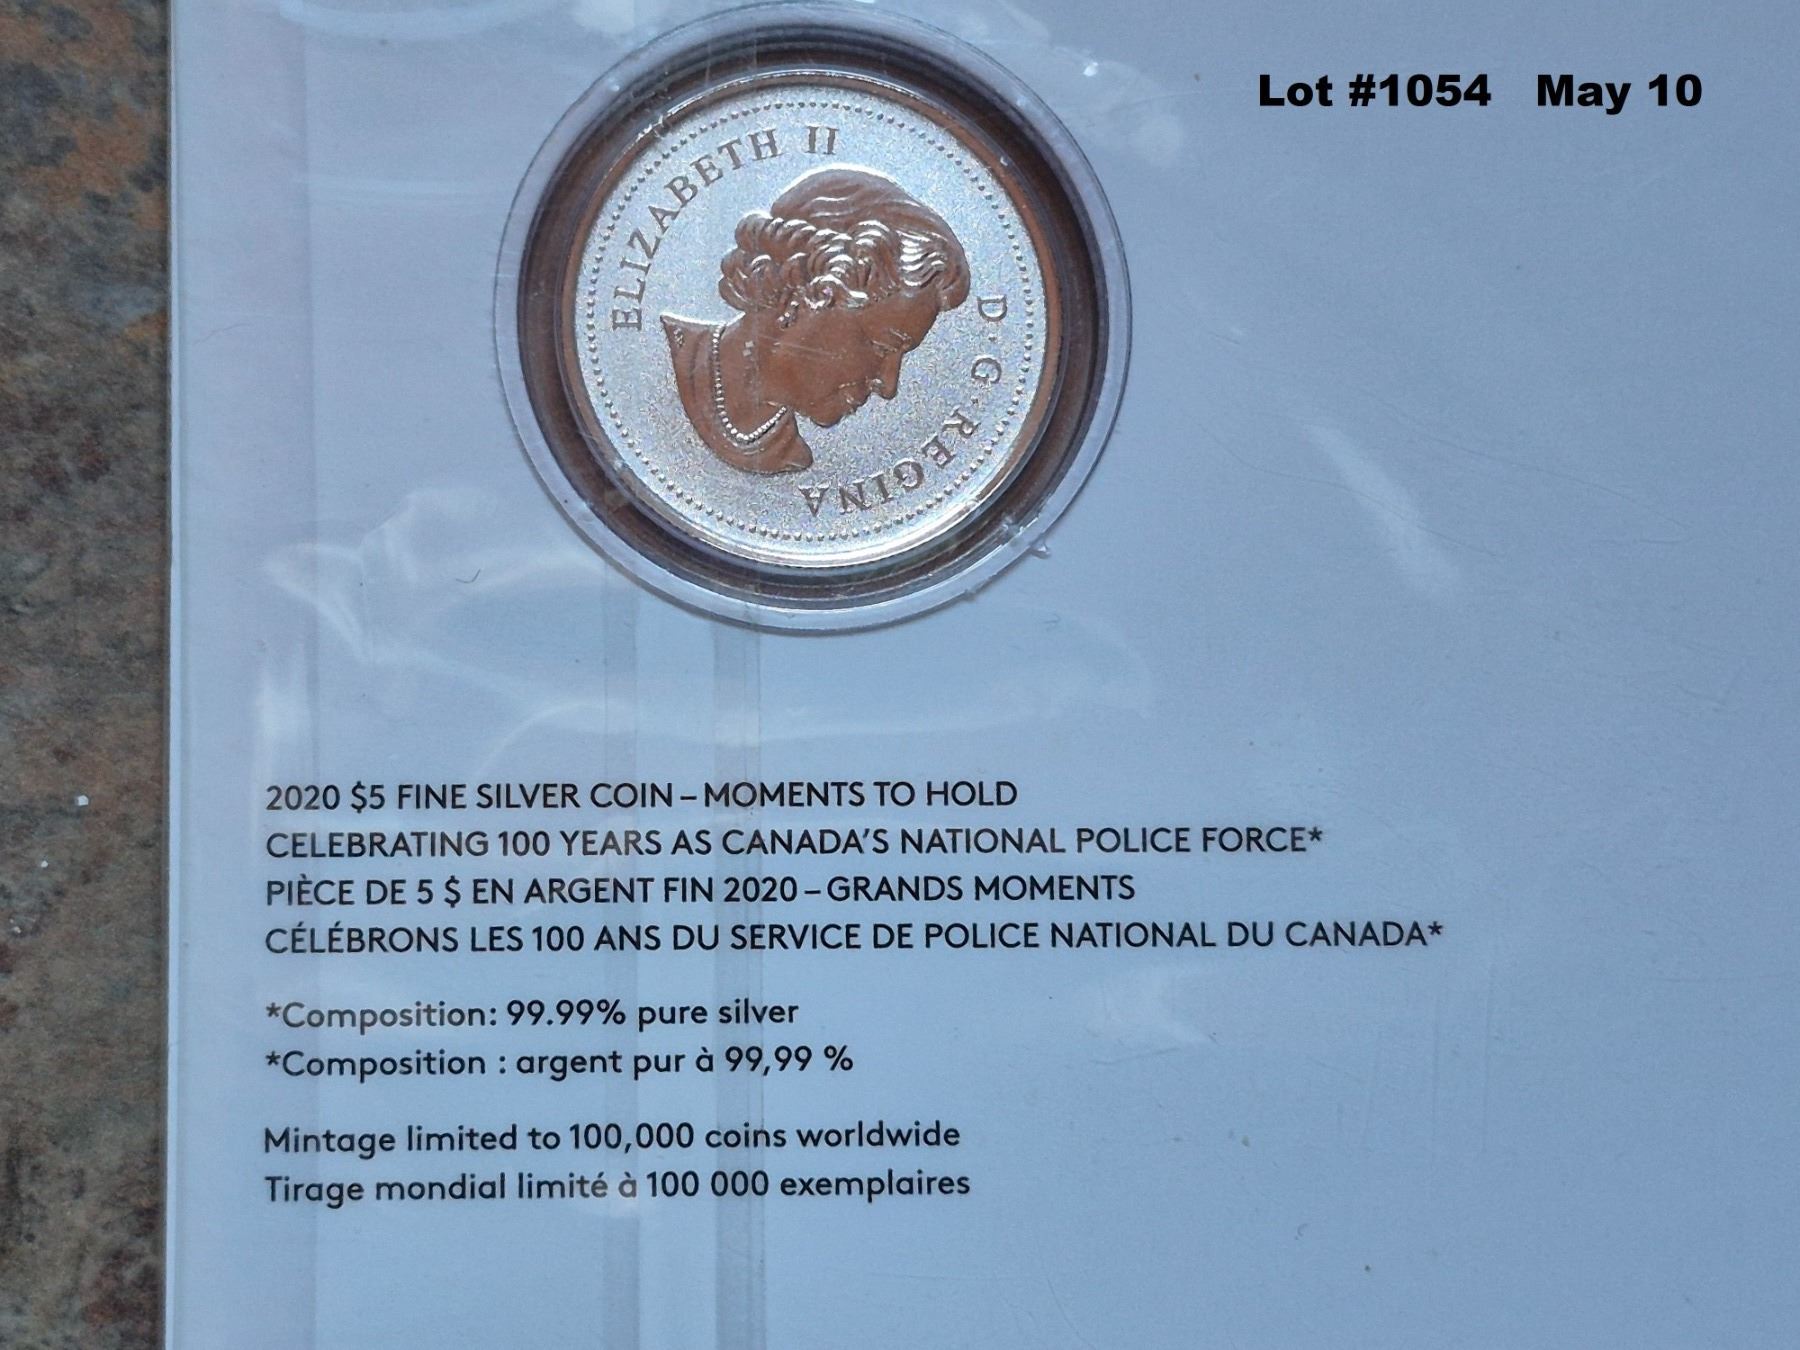 Lot #1054 May 10
ELIZABETH II D·G·REGINA
2020 $5 FINE SILVER COIN – MOMENTS TO HOLD
CELEBRATING 100 YEARS AS CANADA'S NATIONAL POLICE FORCE*
PIÈCE DE 5 $ EN ARGENT FIN 2020 – GRANDS MOMENTS
CÉLÉBRONS LES 100 ANS DU SERVICE DE POLICE NATIONAL DU CANADA*
*Composition: 99.99% pure silver
*Composition : argent pur à 99,99 %
Mintage limited to 100,000 coins worldwide
Tirage mondial limité à 100 000 exemplaires